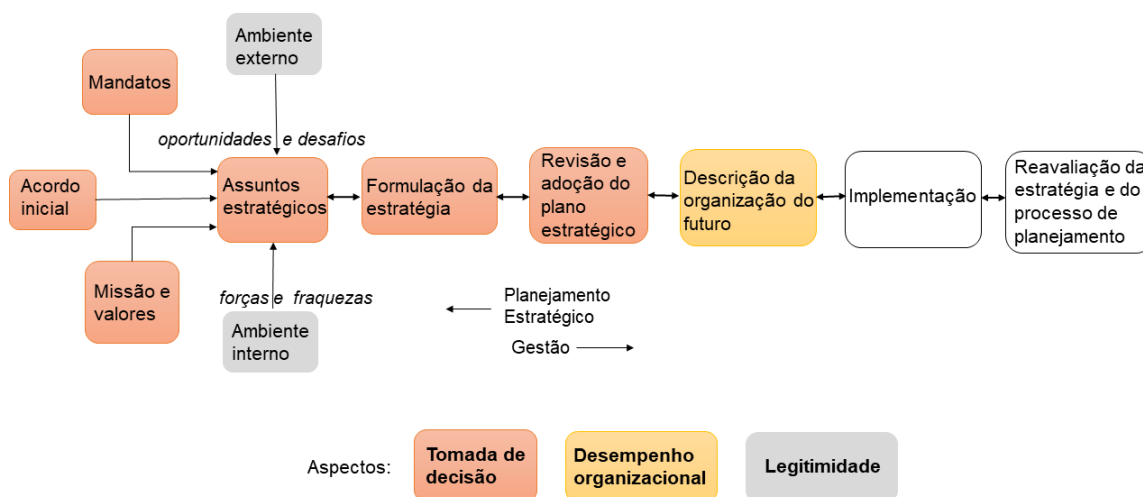 Ambiente
externo
Mandatos
oportunidades e desafios
Acordo
inicial
Assuntos
estratégicos
Formulação da
estratégia
Revisão e
adoção do
plano
estratégico
Descrição da
organização do
futuro
Implementação
Reavaliação da
estratégia e do
processo de
planejamento
Missão e
valores
forças e fraquezas
Ambiente
interno
Planejamento
Estratégico
Gestão
Aspectos:
Tomada de
decisão
Desempenho
organizacional
Legitimidade